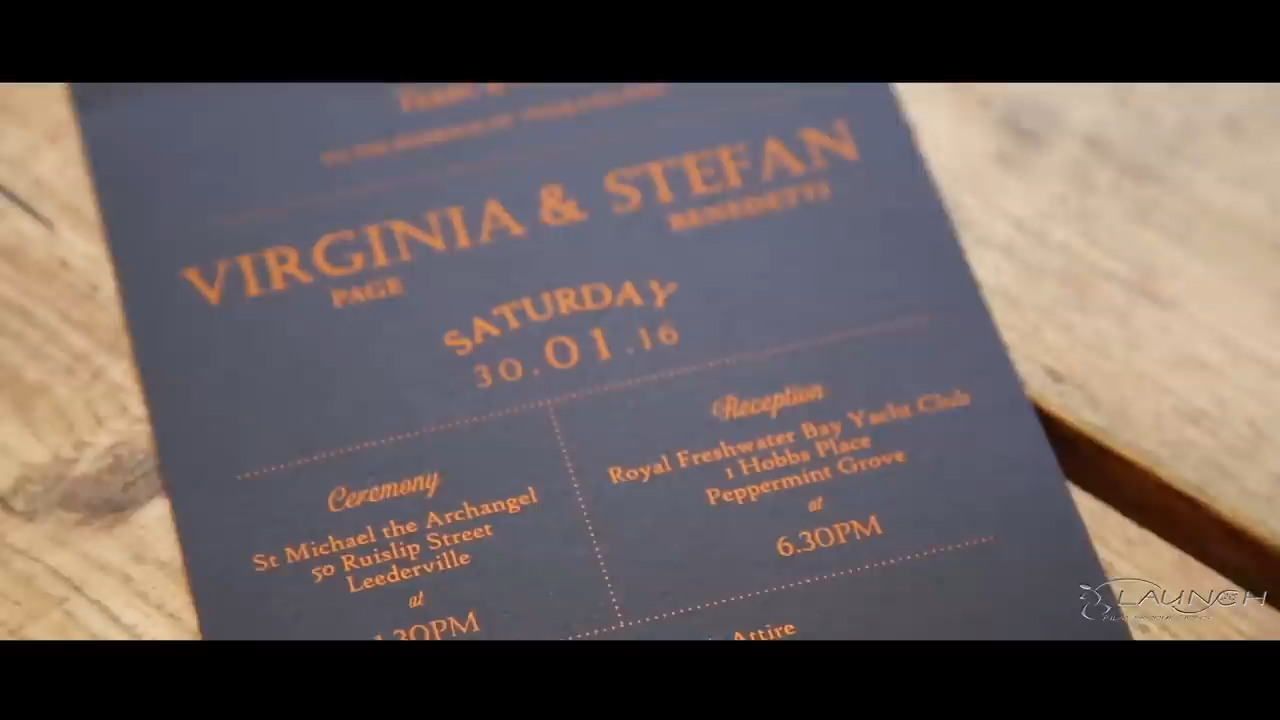 VIRGINIA & STEFAN
PAGE
BENEDETTI
SATURDAY
30.01.16
Ceremony
St Michael the Archangel
50 Ruislip Street
Leederville
at
Reception
Royal Freshwater Bay Yacht Club
1 Hobbs Place
Peppermint Grove
at
6.30PM
Attire
LAUNCH